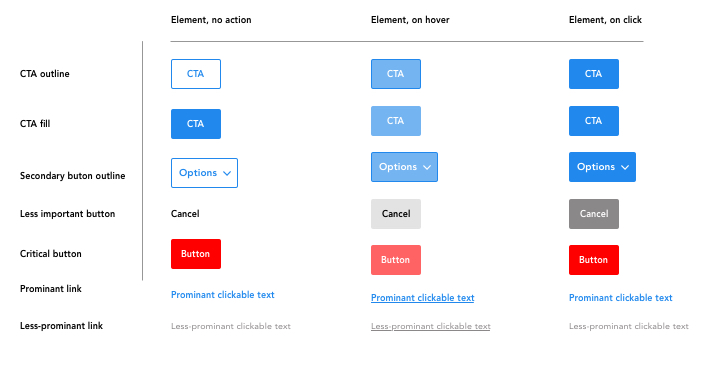 Element, no action Element, on hover Element, on click
CTA outline CTA CTA CTA
CTA fill CTA CTA CTA
Secondary buton outline Options Options Options
Less important button Cancel Cancel Cancel
Critical button Button Button Button
Prominant link Prominant clickable text Prominant clickable text Prominant clickable text
Less-prominant link Less-prominant clickable text Less-prominant clickable text Less-prominant clickable text